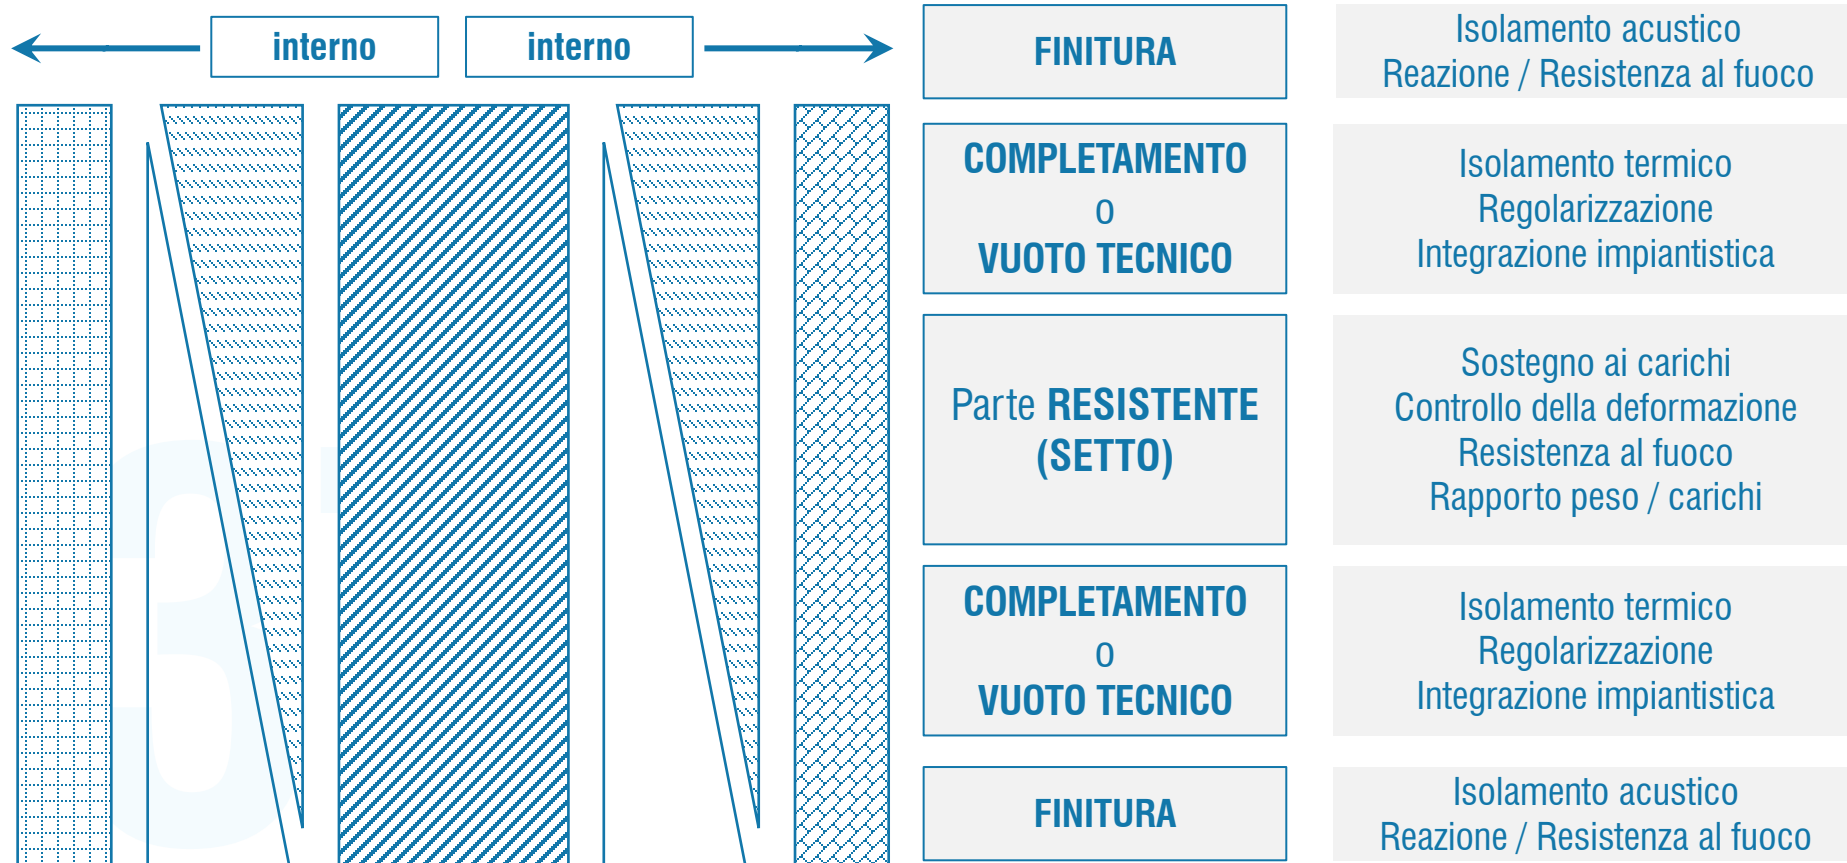 interno
interno
FINITURA
Isolamento acustico
Reazione / Resistenza al fuoco
COMPLETAMENTO
o
VUOTO TECNICO
Isolamento termico
Regolarizzazione
Integrazione impiantistica
Parte RESISTENTE
(SETTO)
Sostegno ai carichi
Controllo della deformazione
Resistenza al fuoco
Rapporto peso / carichi
COMPLETAMENTO
o
VUOTO TECNICO
Isolamento termico
Regolarizzazione
Integrazione impiantistica
FINITURA
Isolamento acustico
Reazione / Resistenza al fuoco